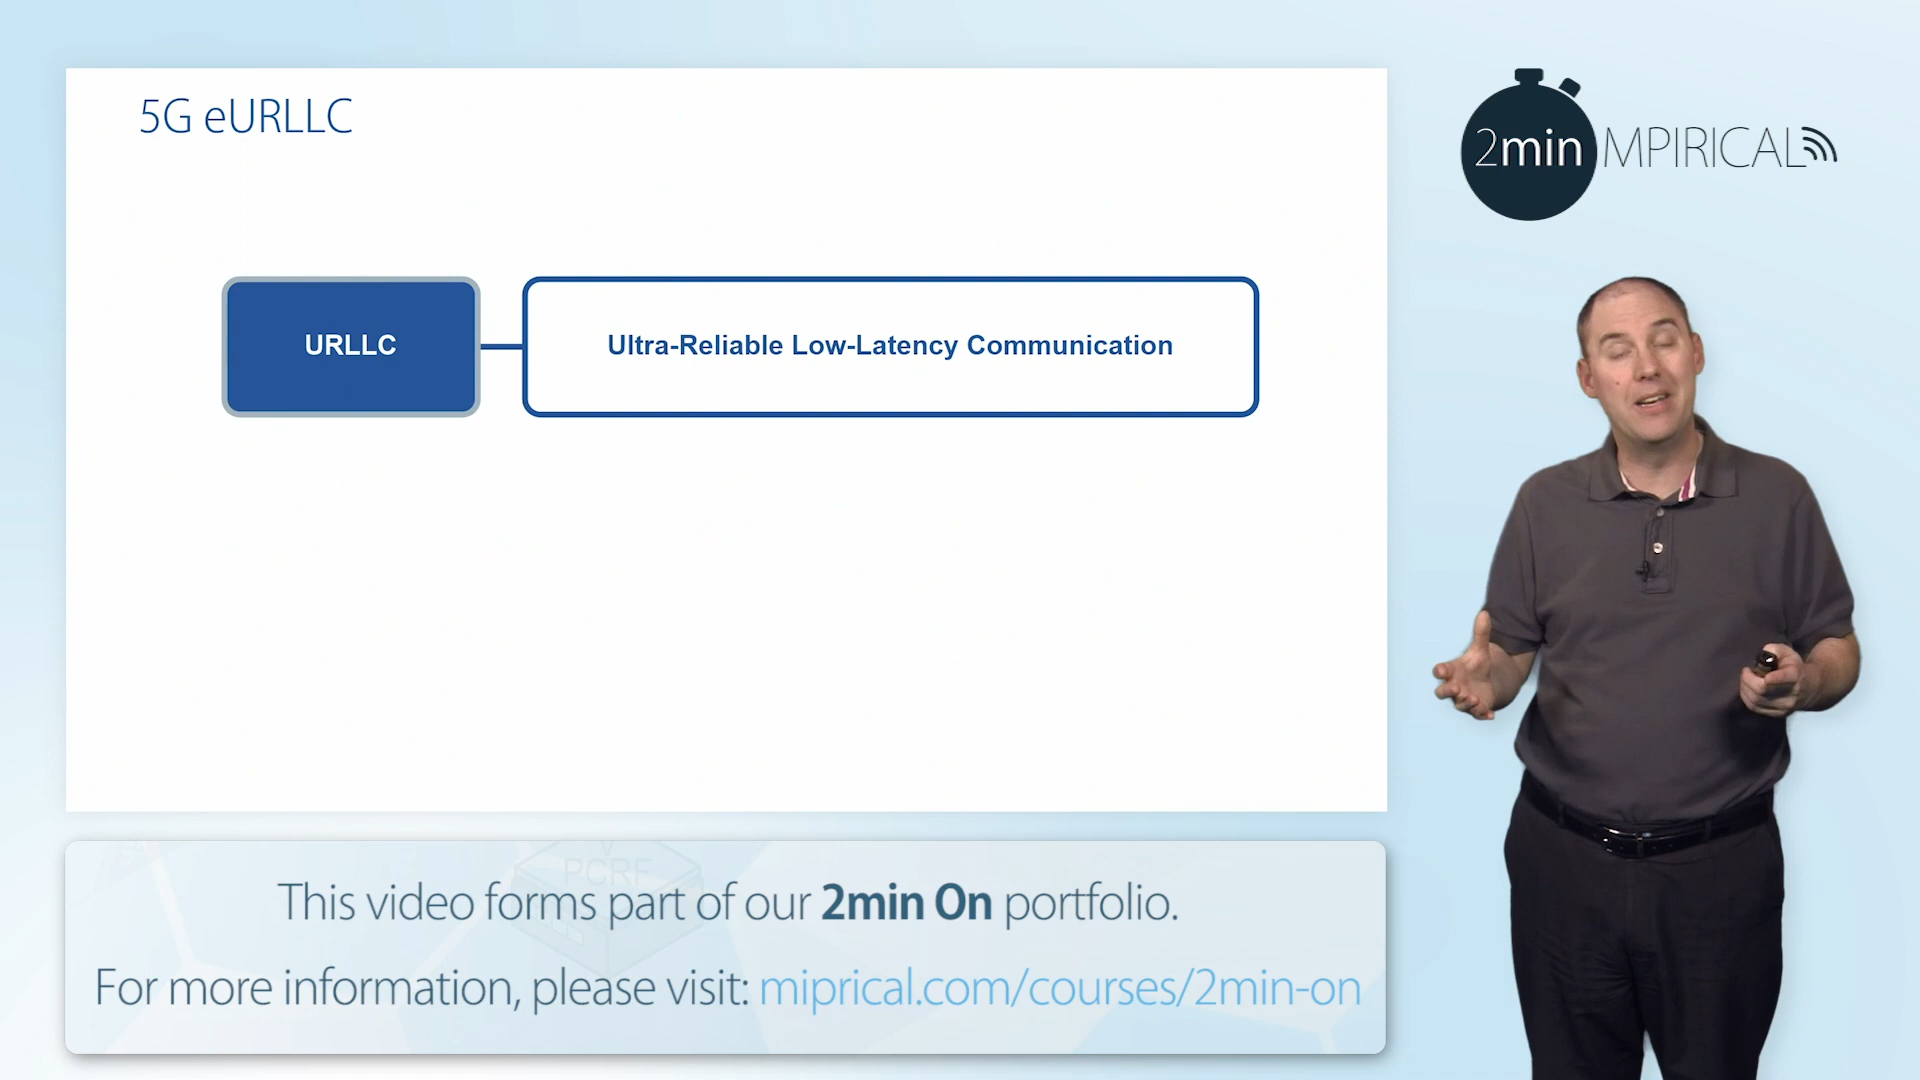 5G eURLLC
2min MPIRICAL
URLLC
Ultra-Reliable Low-Latency Communication
PCRF
This video forms part of our 2min On portfolio.
For more information, please visit: miprical.com/courses/2min-on